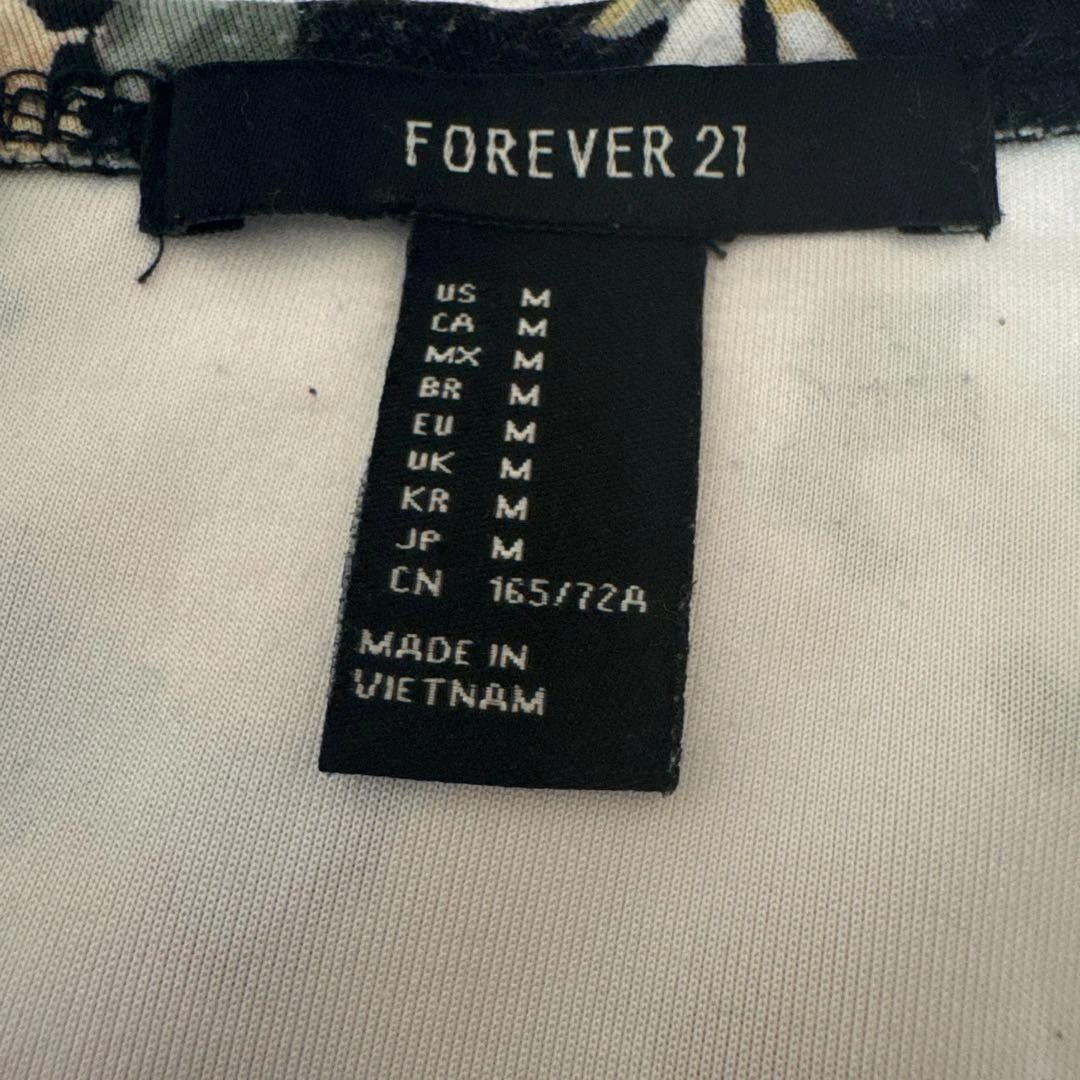 FOREVER 21
US M
CA M
MX M
BR M
EU M
UK M
KR M
JP M
CN 165/72A
MADE IN
VIETNAM